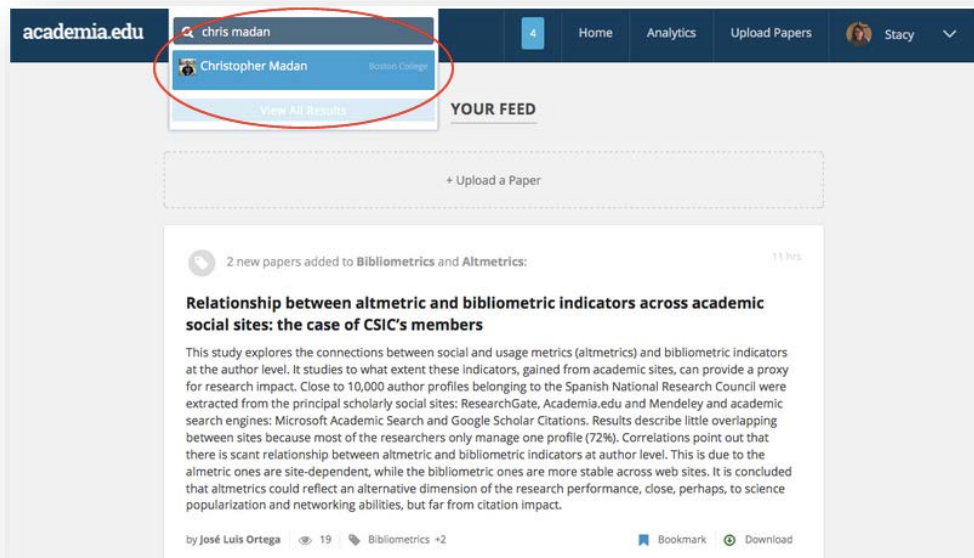 academia.edu
chris madan
4
Home
Analytics
Upload Papers
Stacy
Christopher Madan
Boston College
View All Results
YOUR FEED
+ Upload a Paper
2 new papers added to Bibliometrics and Altmetrics:
11 hrs
Relationship between altmetric and bibliometric indicators across academic
social sites: the case of CSIC's members
This study explores the connections between social and usage metrics (altmetrics) and bibliometric indicators
at the author level. It studies to what extent these indicators, gained from academic sites, can provide a proxy
for research impact. Close to 10,000 author profiles belonging to the Spanish National Research Council were
extracted from the principal scholarly social sites: ResearchGate, Academia.edu and Mendeley and academic
search engines: Microsoft Academic Search and Google Scholar Citations. Results describe little overlapping
between sites because most of the researchers only manage one profile (72%). Correlations point out that
there is scant relationship between altmetric and bibliometric indicators at author level. This is due to the
almetric ones are site-dependent, while the bibliometric ones are more stable across web sites. It is concluded
that altmetrics could reflect an alternative dimension of the research performance, close, perhaps, to science
popularization and networking abilities, but far from citation impact.
by José Luis Ortega
19
Bibliometrics +2
Bookmark
Download